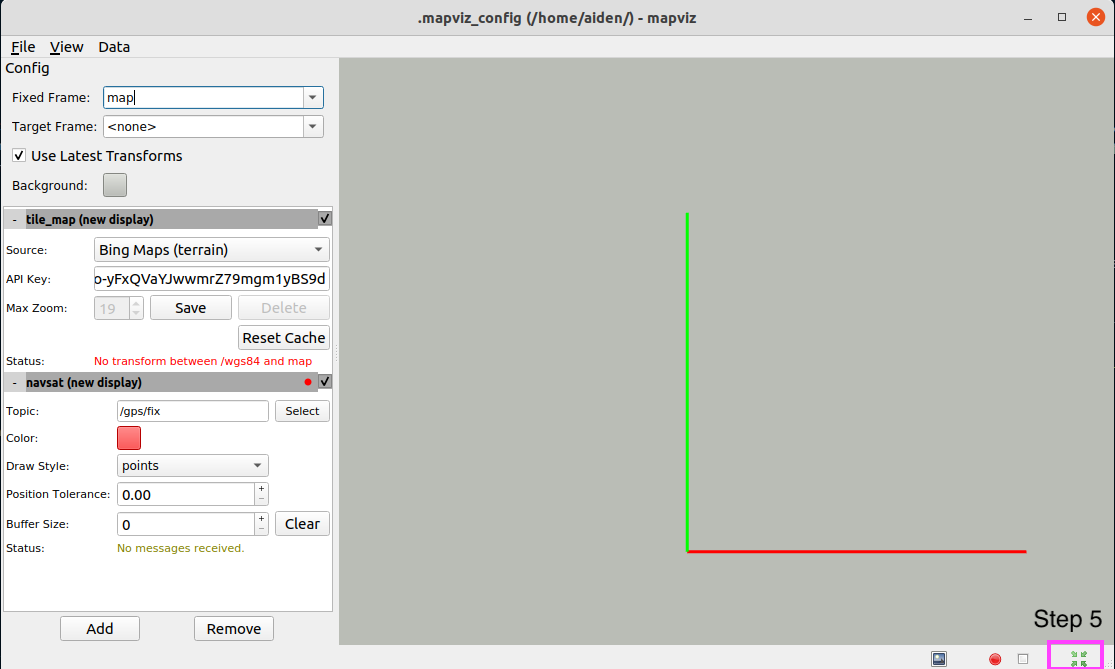 .mapviz_config (/home/aiden/) - mapviz
File View Data
Config
Fixed Frame: map
Target Frame: <none>
Use Latest Transforms
Background:
- tile_map (new display)
Source: Bing Maps (terrain)
API Key: o-yFxQVaYJwwmrZ79mgm1yBS9d
Max Zoom: 19 Save Delete
Reset Cache
Status: No transform between /wgs84 and map
- navsat (new display)
Topic: /gps/fix Select
Color:
Draw Style: points
Position Tolerance: 0.00
Buffer Size: 0 Clear
Status: No messages received.
Add Remove
Step 5